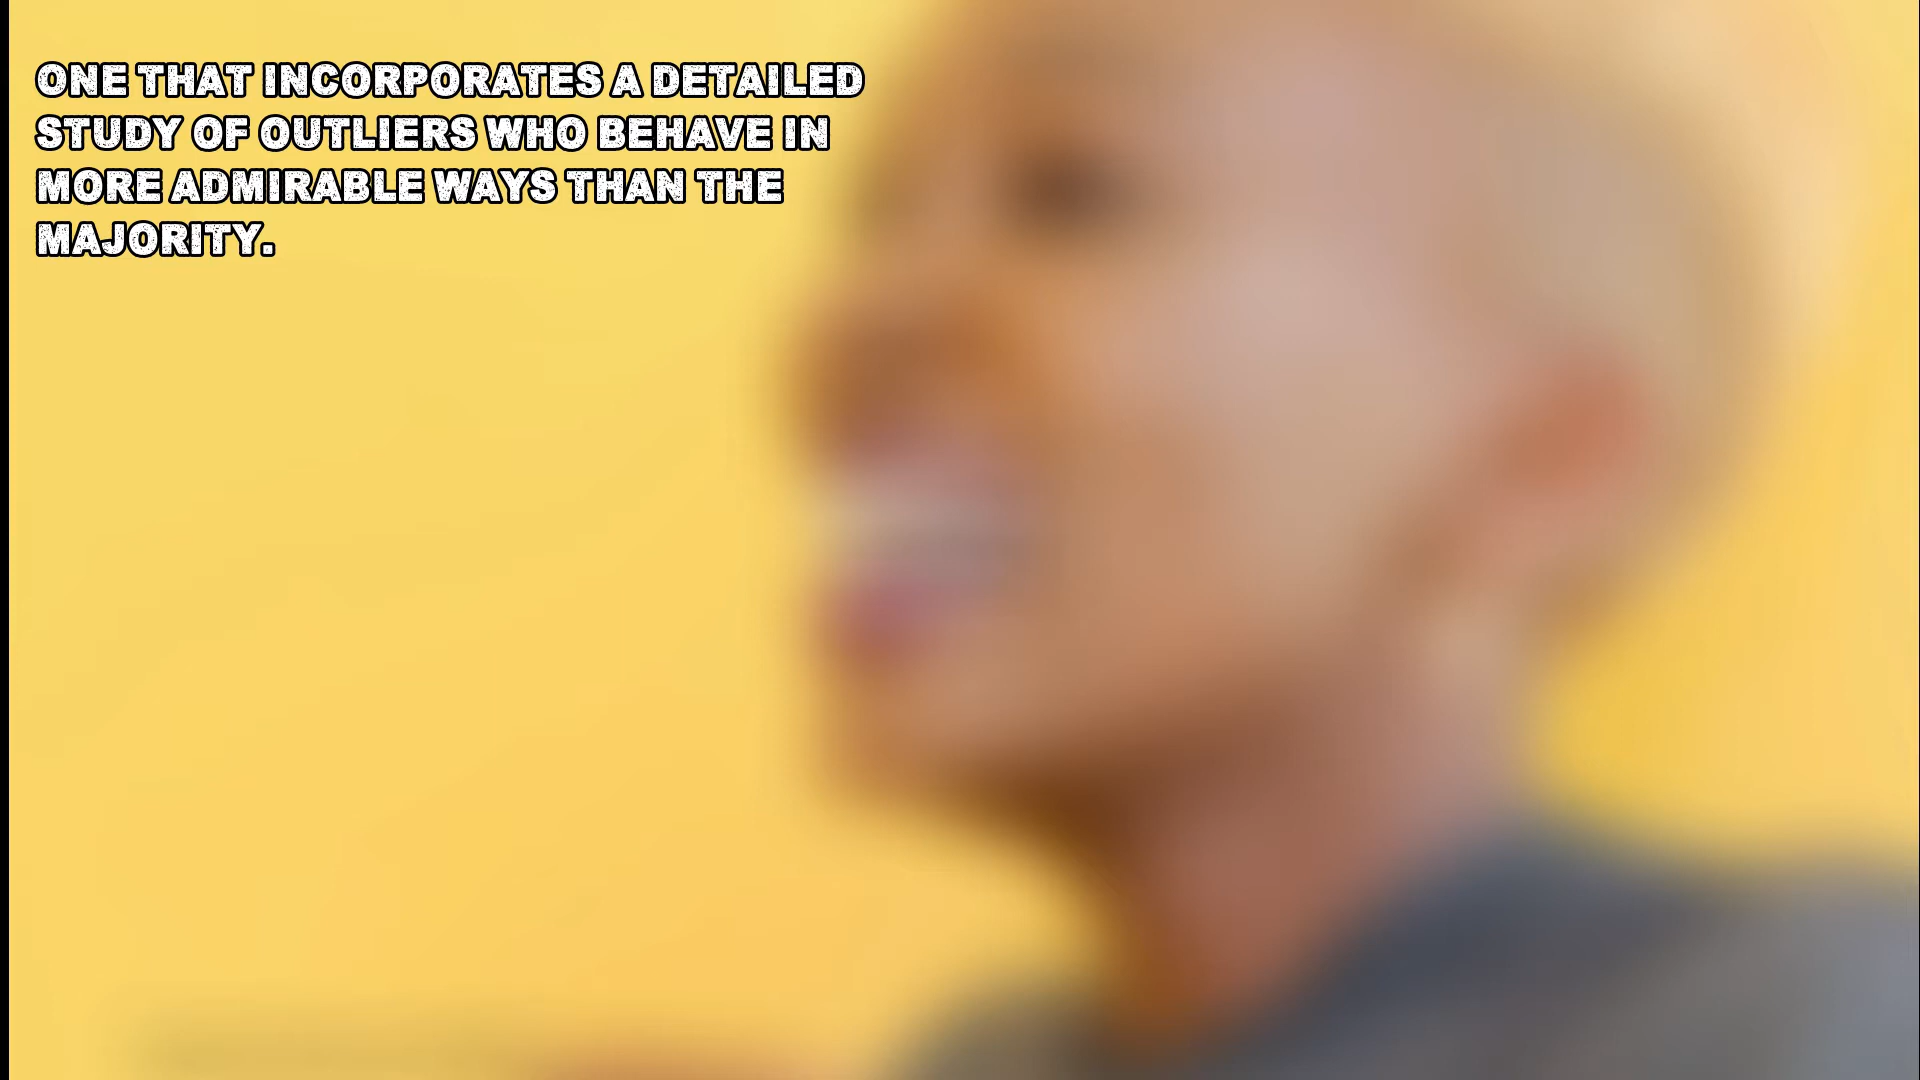 ONE THAT INCORPORATES A DETAILED
STUDY OF OUTLIERS WHO BEHAVE IN
MORE ADMIRABLE WAYS THAN THE
MAJORITY.